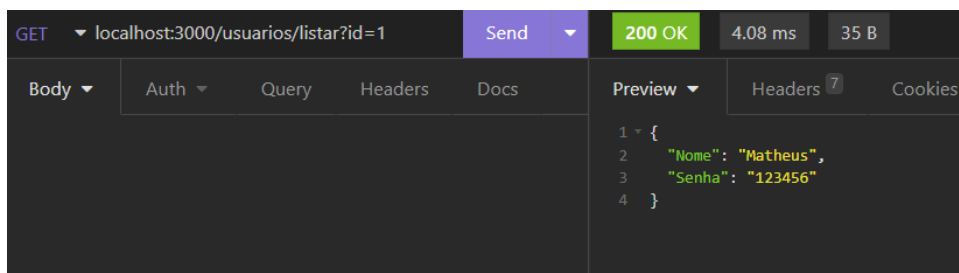 GET localhost:3000/usuarios/listar?id=1 Send 200 OK 4.08 ms 35 B
Body Auth Query Headers Docs Preview Headers 7 Cookies
1 {
2 "Nome": "Matheus",
3 "Senha": "123456"
4 }